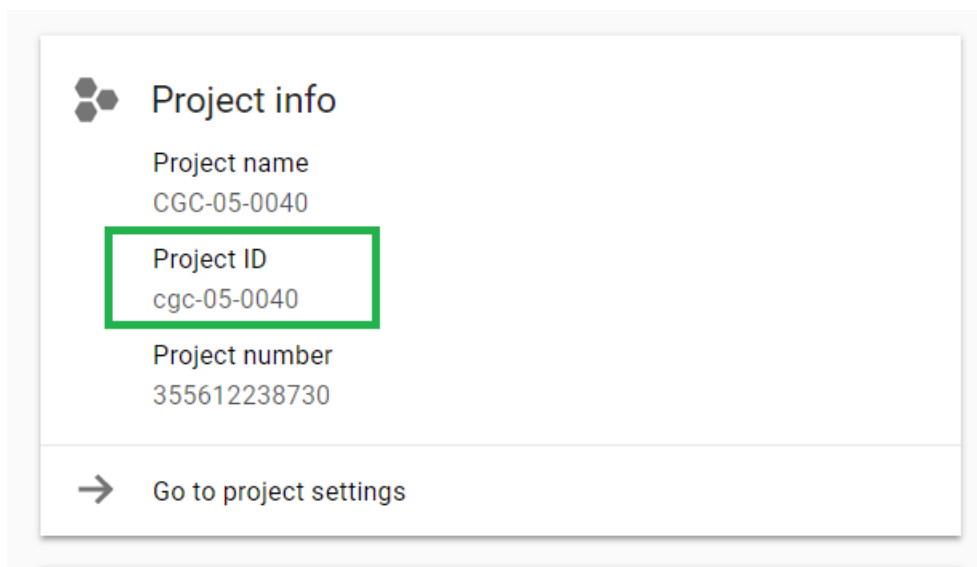 Project info
Project name
CGC-05-0040
Project ID
cgc-05-0040
Project number
355612238730
Go to project settings